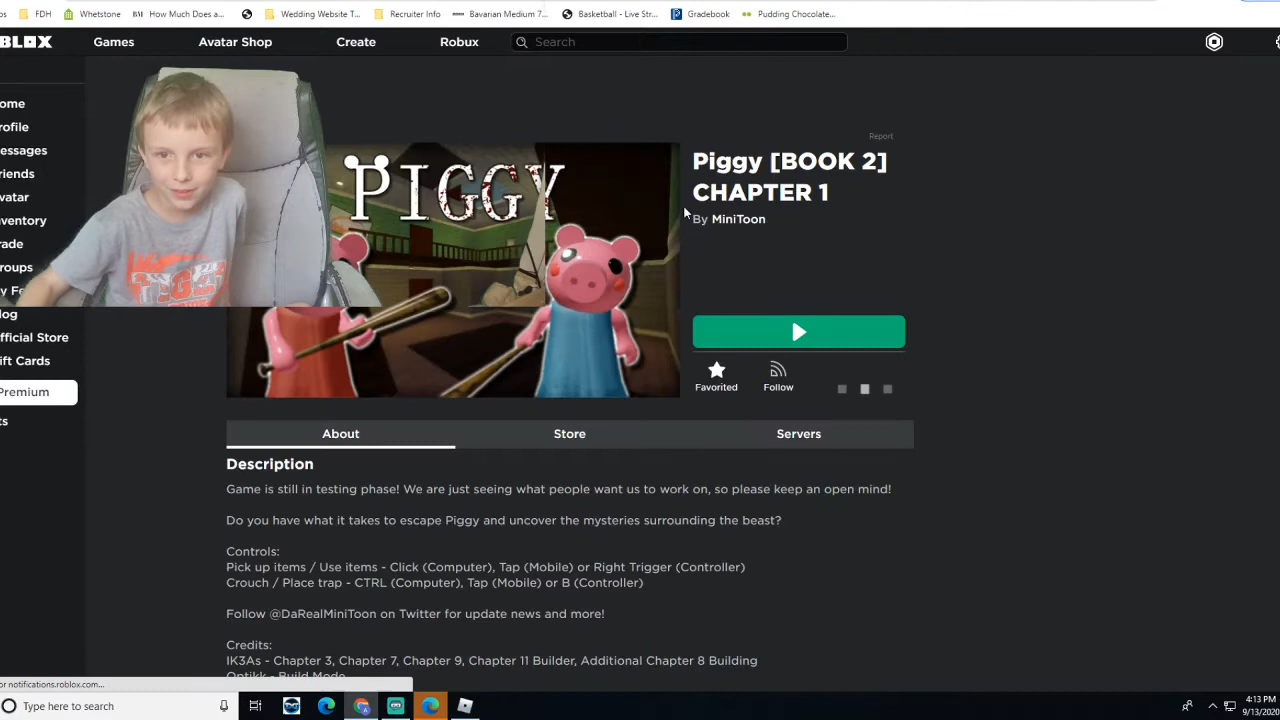 FDH Whetstone How Much Does a... Wedding Website T... Recruiter Info Bavarian Medium 7... Basketball - Live Str... Gradebook Pudding Chocolate...
BLOX Games Avatar Shop Create Robux Search
ome
rofile
essages
riends
vatar
ventory
rade
roups
y Fe
log
fficial Store
ift Cards
Premium
ts
PIGGY
Report
Piggy [BOOK 2]
CHAPTER 1
By MiniToon
Favorited Follow
About Store Servers
Description
Game is still in testing phase! We are just seeing what people want us to work on, so please keep an open mind!
Do you have what it takes to escape Piggy and uncover the mysteries surrounding the beast?
Controls:
Pick up items / Use items - Click (Computer), Tap (Mobile) or Right Trigger (Controller)
Crouch / Place trap - CTRL (Computer), Tap (Mobile) or B (Controller)
Follow @DaRealMiniToon on Twitter for update news and more!
Credits:
IK3As - Chapter 3, Chapter 7, Chapter 9, Chapter 11 Builder, Additional Chapter 8 Building
Optikk - Build Mode
or notifications.roblox.com...
Type here to search
4:13 PM
9/13/2020